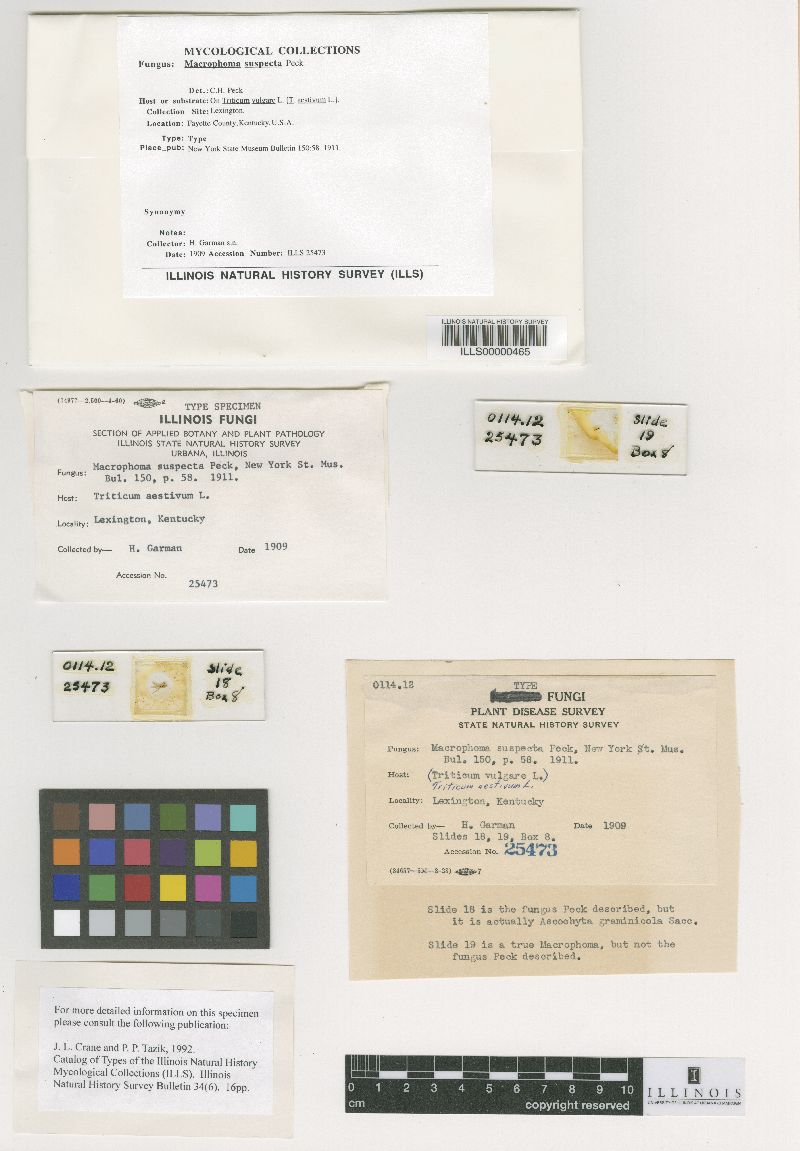 MYCOLOGICAL COLLECTIONS
Fungus: Macrophoma suspecta Peck
Det.: C.H. Peck
Host or substrate: On Triticum vulgare L. [T. aestivum L.].
Collection Site: Lexington.
Location: Fayette County, Kentucky, U.S.A.
Type: Type
Place_pub: New York State Museum Bulletin 150:58 1911
Synonymy
Notes:
Collector: H. Garman s.n.
Date: 1909 Accession Number: ILLS 25473
ILLINOIS NATURAL HISTORY SURVEY (ILLS)
ILLINOIS NATURAL HISTORY SURVEY
ILLS00000465
TYPE SPECIMEN
ILLINOIS FUNGI
SECTION OF APPLIED BOTANY AND PLANT PATHOLOGY
ILLINOIS STATE NATURAL HISTORY SURVEY
URBANA, ILLINOIS
Fungus: Macrophoma suspecta Peck, New York St. Mus.
Bul. 150, p. 58. 1911.
Host: Triticum aestivum L.
Locality: Lexington, Kentucky
Collected by— H. Garman Date 1909
Accession No.
25473
0114.12
25473
Slide
19
Box 8
0114.12
25473
Slide
18
Box 8
0114.12 TYPE
FUNGI
PLANT DISEASE SURVEY
STATE NATURAL HISTORY SURVEY
Fungus: Macrophoma suspecta Peck, New York St. Mus.
Bul. 150, p. 58. 1911.
Host: (Triticum vulgare L.)
Triticum aestivum L.
Locality: Lexington, Kentucky
Collected by— H. Garman Date 1909
Slides 18, 19, Box 8.
Accession No. 25473
Slide 18 is the fungus Peck described, but
it is actually Ascochyta graminicola Sacc.
Slide 19 is a true Macrophoma, but not the
fungus Peck described.
For more detailed information on this specimen
please consult the following publication:
J. L. Crane and P. P. Tazik, 1992.
Catalog of Types of the Illinois Natural History
Mycological Collections (ILLS). Illinois
Natural History Survey Bulletin 34(6). 16pp.
0 1 2 3 4 5 6 7 8 9 10
cm
copyright reserved
I
ILLINOIS
UNIVERSITY OF ILLINOIS AT URBANA-CHAMPAIGN